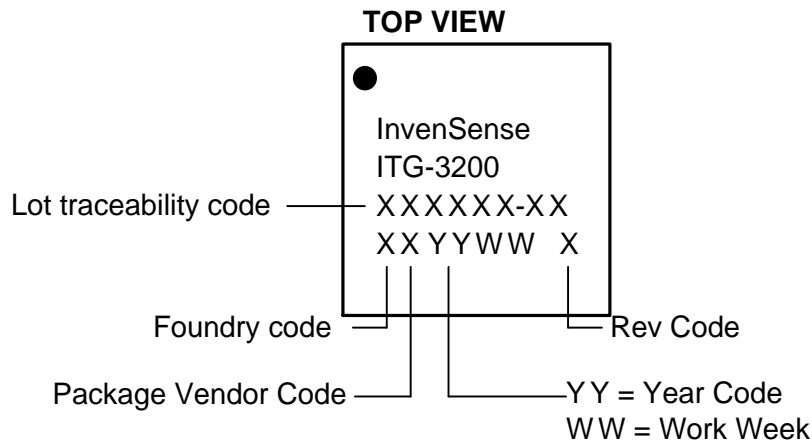 TOP VIEW
InvenSense
ITG-3200
Lot traceability code
XXXXXX-XX
XXYYWW X
Foundry code
Rev Code
Package Vendor Code
YY = Year Code
WW = Work Week